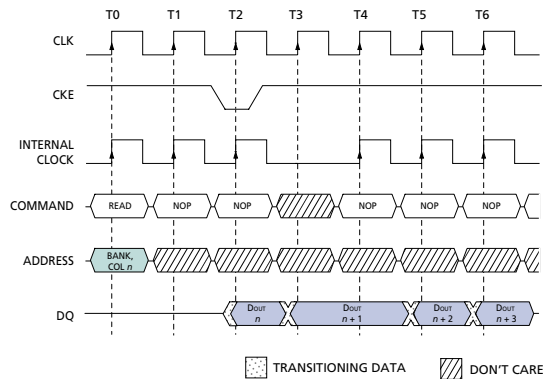 T0 T1 T2 T3 T4 T5 T6
CLK
CKE
INTERNAL
CLOCK
COMMAND READ NOP NOP NOP NOP NOP
ADDRESS BANK,
COL n
DQ DOUT n DOUT n + 1 DOUT n + 2 DOUT n + 3
TRANSITIONING DATA DON'T CARE